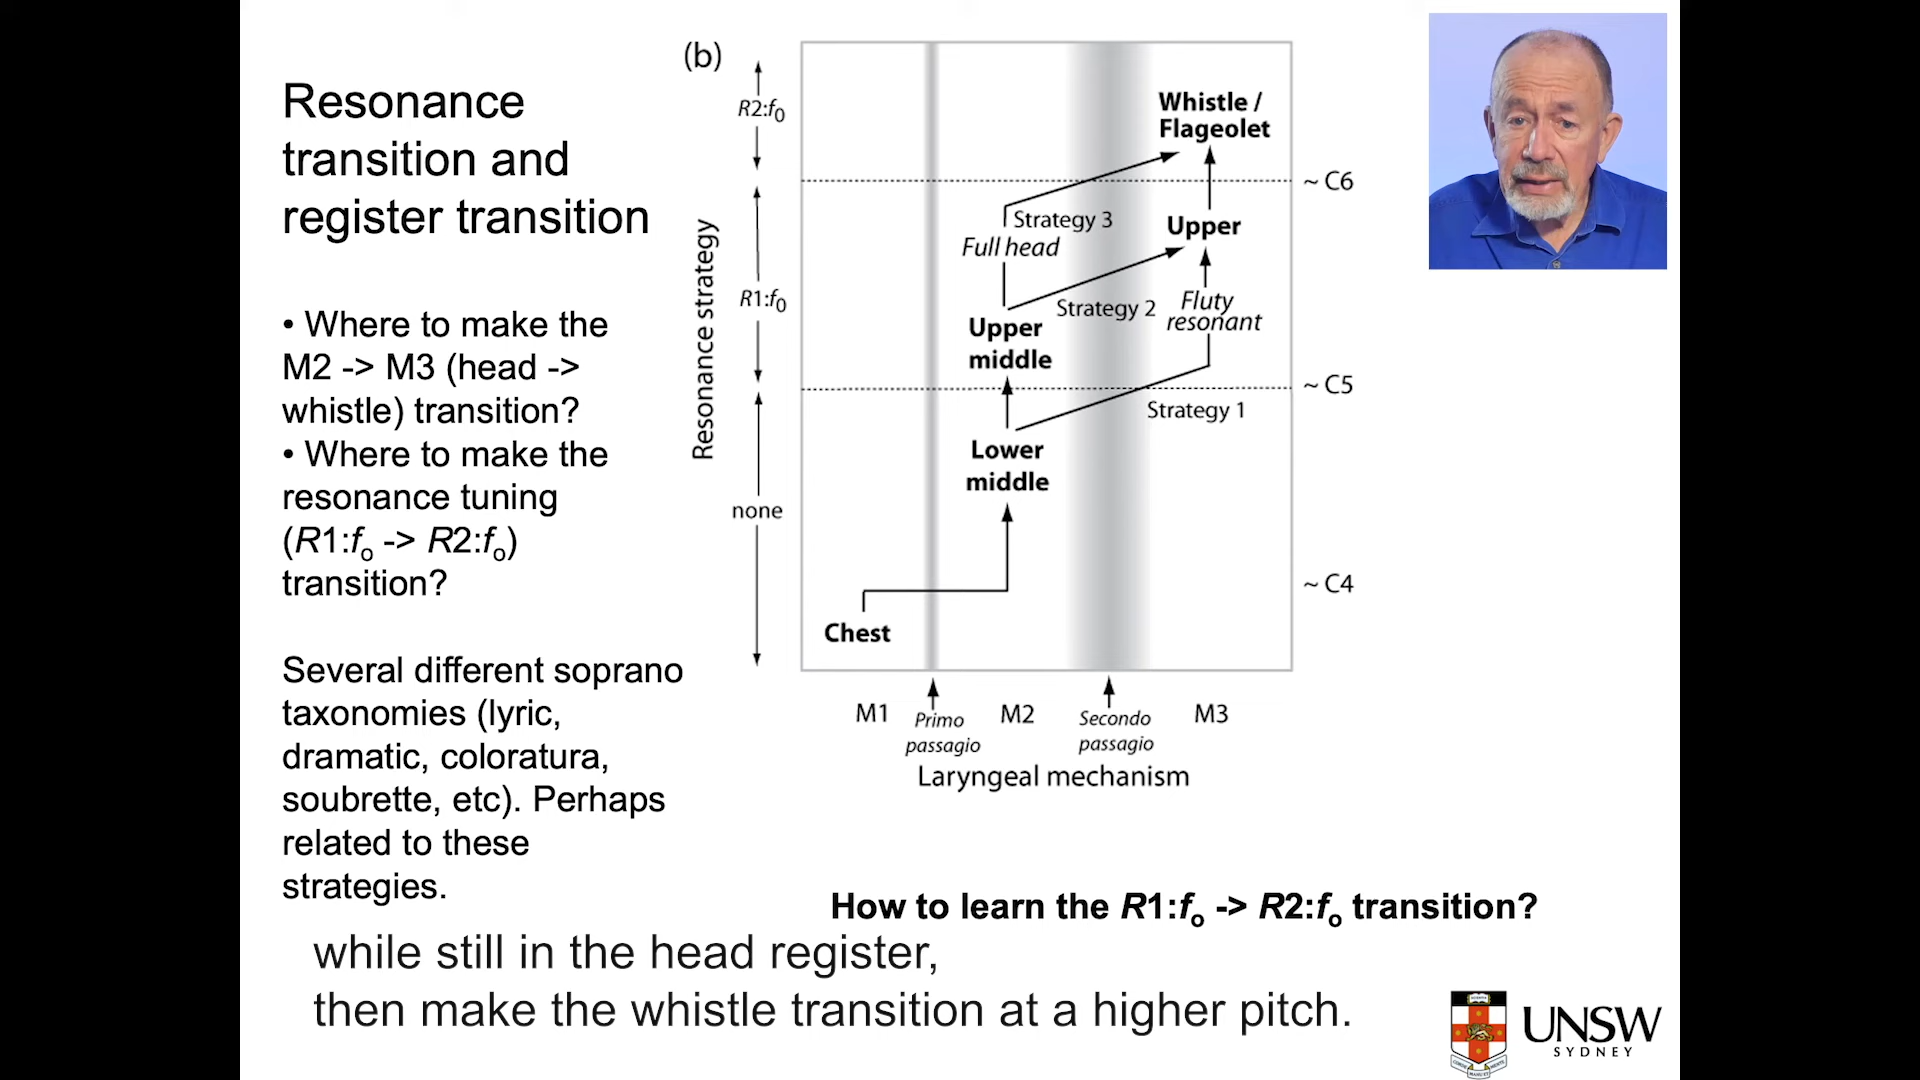 Resonance
transition and
register transition
• Where to make the
M2 -> M3 (head ->
whistle) transition?
• Where to make the
resonance tuning
(R1:fo -> R2:fo)
transition?
Several different soprano
taxonomies (lyric,
dramatic, coloratura,
soubrette, etc). Perhaps
related to these
strategies.
(b)
Resonance strategy
R2:f0
R1:f0
none
Whistle /
Flageolet
~ C6
Strategy 3
Upper
Full head
Strategy 2
Fluty
resonant
Upper
middle
~ C5
Strategy 1
Lower
middle
~ C4
Chest
M1
Primo
passagio
M2
Secondo
passagio
M3
Laryngeal mechanism
How to learn the R1:fo -> R2:fo transition?
while still in the head register,
then make the whistle transition at a higher pitch.
UNSW
SYDNEY